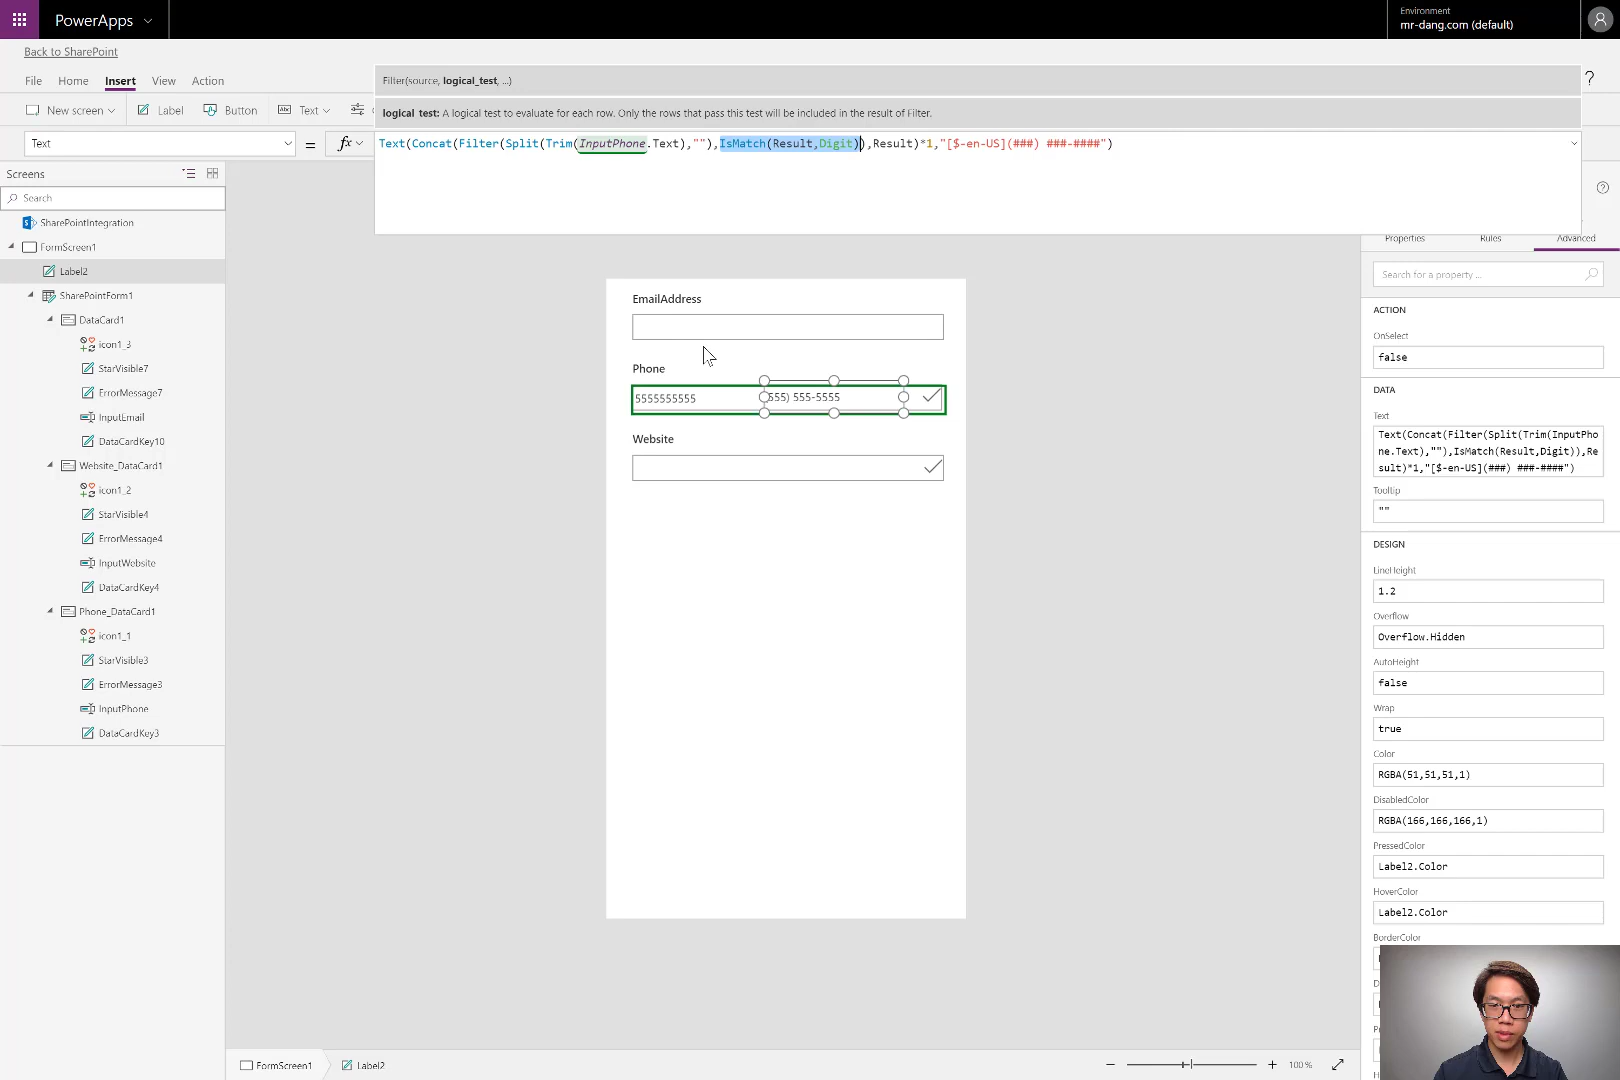 PowerApps
Environment
mr-dang.com (default)
Back to SharePoint
File Home Insert View Action
Filter(source, logical_test, ...)
?
New screen Label Button Text
logical_test: A logical test to evaluate for each row. Only the rows that pass this test will be included in the result of Filter.
Text = fx Text(Concat(Filter(Split(Trim(InputPhone.Text),""),IsMatch(Result,Digit)),Result)*1,"[$-en-US](###) ###-####")
Screens
Search
SharePointIntegration
FormScreen1
Label2
SharePointForm1
DataCard1
icon1_3
StarVisible7
ErrorMessage7
InputEmail
DataCardKey10
Website_DataCard1
icon1_2
StarVisible4
ErrorMessage4
InputWebsite
DataCardKey4
Phone_DataCard1
icon1_1
StarVisible3
ErrorMessage3
InputPhone
DataCardKey3
EmailAddress
Phone
5555555555
555) 555-5555
Website
Properties Rules Advanced
Search for a property ...
ACTION
OnSelect
false
DATA
Text
Text(Concat(Filter(Split(Trim(InputPho
ne.Text),""),IsMatch(Result,Digit)),Re
sult)*1,"[$-en-US](###) ###-####")
Tooltip
""
DESIGN
LineHeight
1.2
Overflow
Overflow.Hidden
AutoHeight
false
Wrap
true
Color
RGBA(51,51,51,1)
DisabledColor
RGBA(166,166,166,1)
PressedColor
Label2.Color
HoverColor
Label2.Color
BorderColor
FormScreen1 Label2
100 %